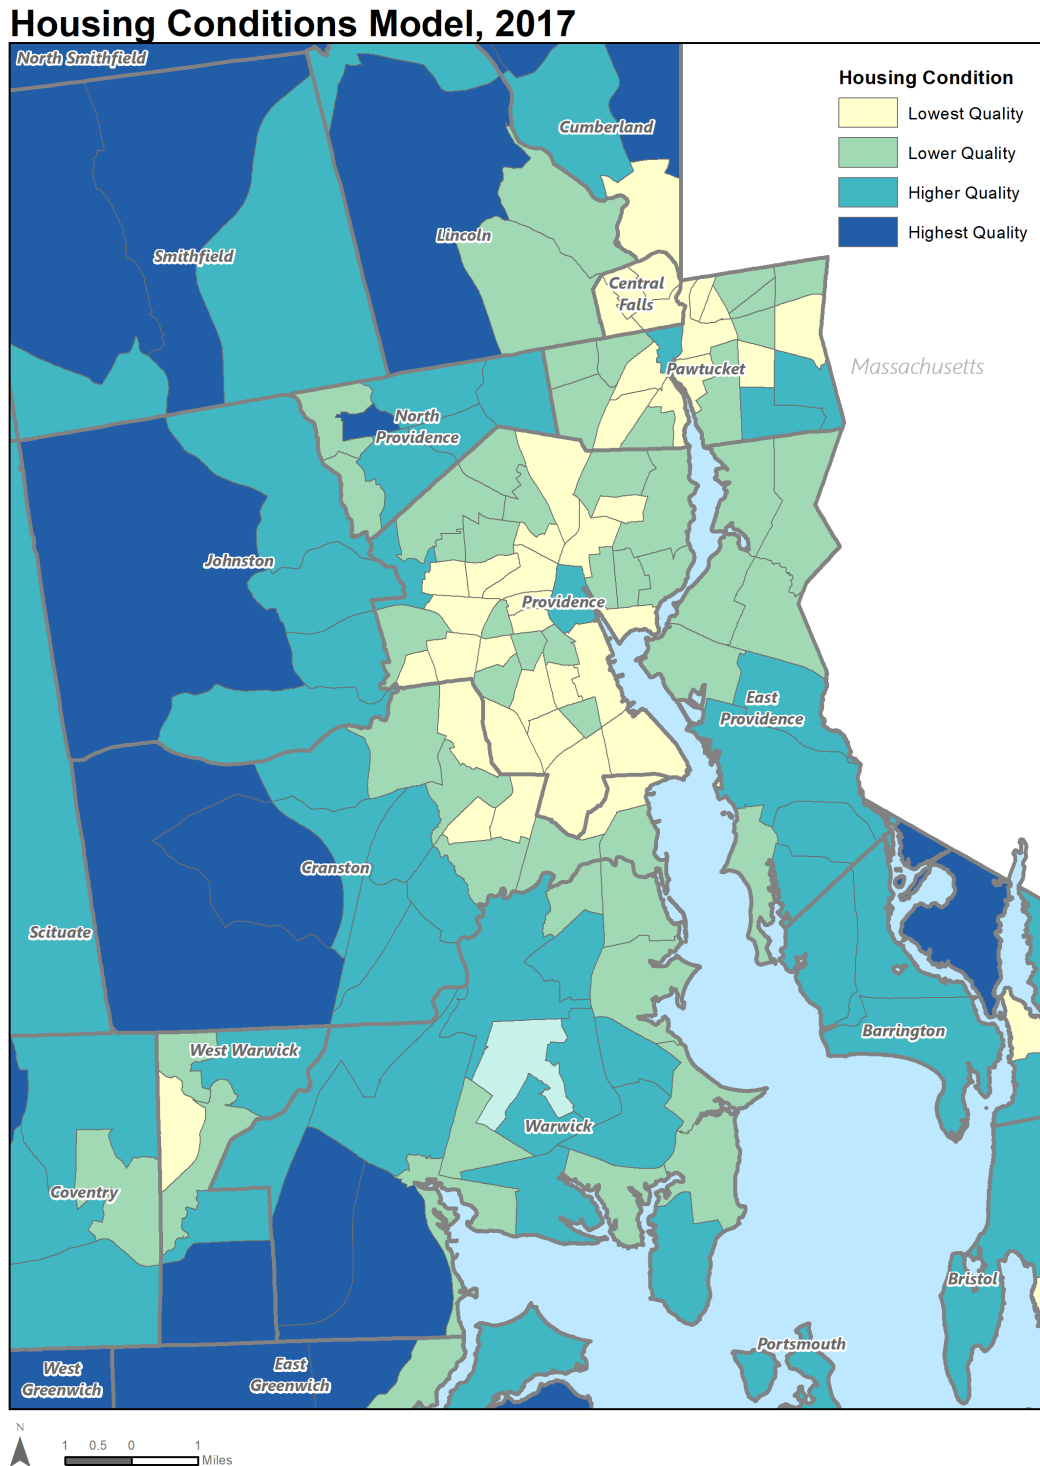 Housing Conditions Model, 2017
North Smithfield
Housing Condition
Lowest Quality
Lower Quality
Higher Quality
Highest Quality
Cumberland
Lincoln
Smithfield
Central
Falls
Massachusetts
Pawtucket
North
Providence
Johnston
Providence
East
Providence
Cranston
Scituate
Barrington
West Warwick
Warwick
Coventry
Bristol
Portsmouth
West
Greenwich
East
Greenwich
N
1 0.5 0 1
Miles